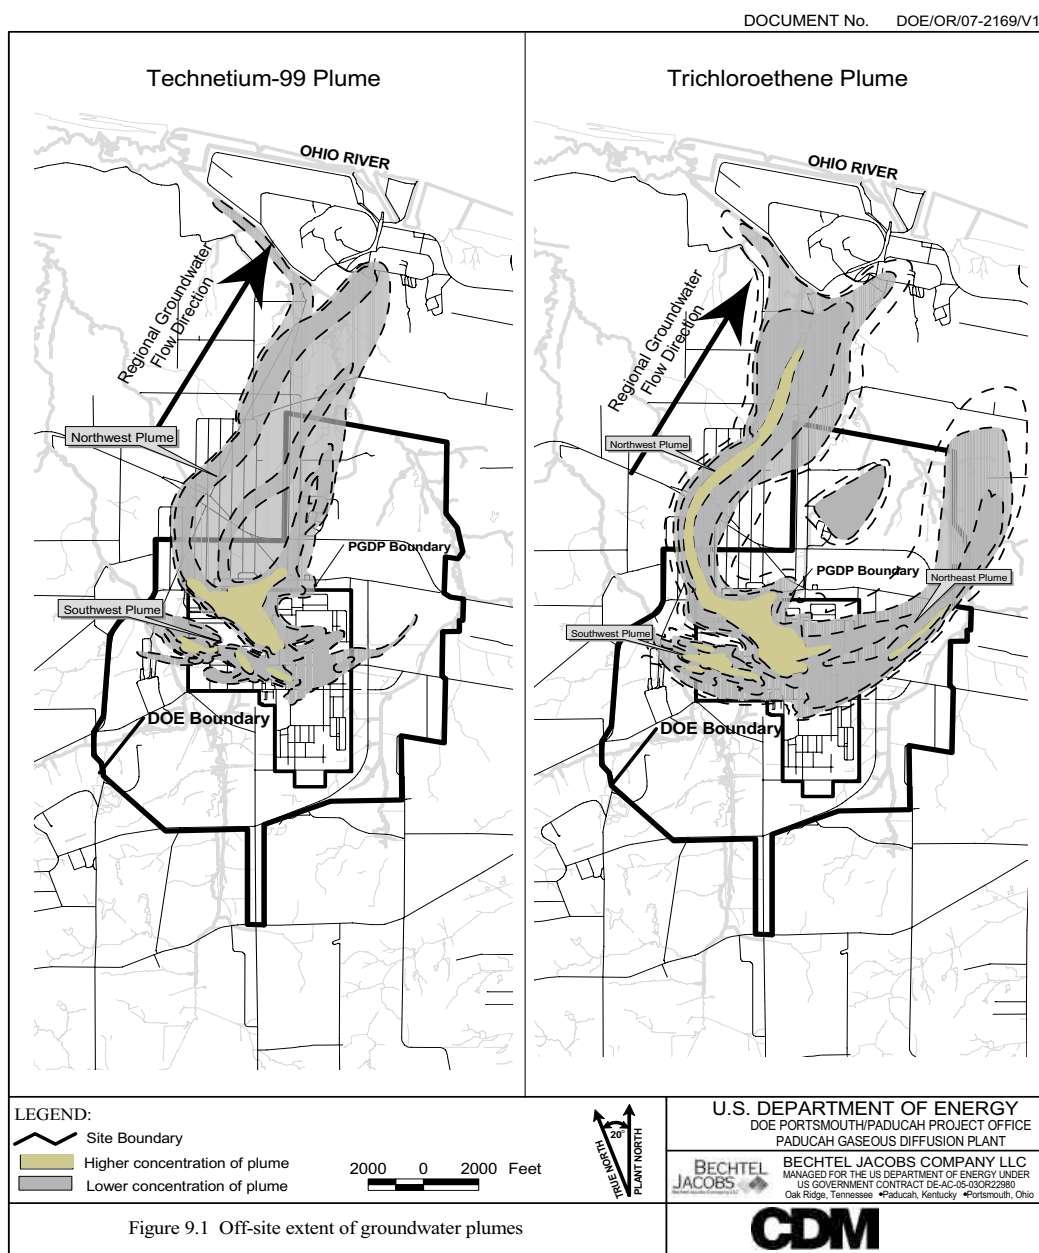 DOCUMENT No. DOE/OR/07-2169/V1
Technetium-99 Plume
OHIO RIVER
Regional Groundwater
Flow Direction
Northwest Plume
PGDP Boundary
Southwest Plume
DOE Boundary
Trichloroethene Plume
OHIO RIVER
Regional Groundwater
Flow Direction
Northwest Plume
PGDP Boundary
Northeast Plume
Southwest Plume
DOE Boundary
LEGEND:
Site Boundary
Higher concentration of plume
Lower concentration of plume
2000 0 2000 Feet
20°
TRUE NORTH
PLANT NORTH
U.S. DEPARTMENT OF ENERGY
DOE PORTSMOUTH/PADUCAH PROJECT OFFICE
PADUCAH GASEOUS DIFFUSION PLANT
BECHTEL
JACOBS
Bechtel Jacobs Company LLC
BECHTEL JACOBS COMPANY LLC
MANAGED FOR THE US DEPARTMENT OF ENERGY UNDER
US GOVERNMENT CONTRACT DE-AC-05-03OR22980
Oak Ridge, Tennessee •Paducah, Kentucky •Portsmouth, Ohio
Figure 9.1 Off-site extent of groundwater plumes
CDM